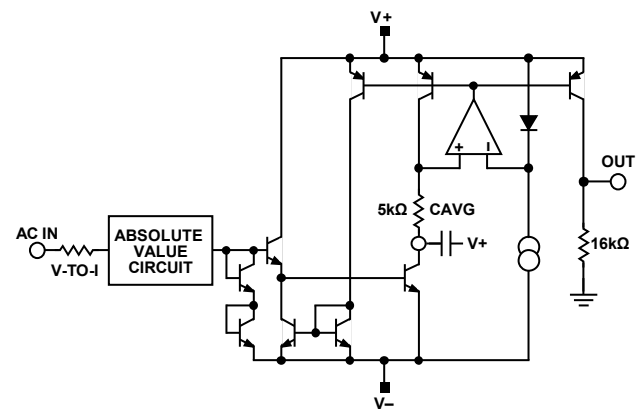 V+
+ –
OUT
5kΩ CAVG
AC IN
ABSOLUTE
VALUE
CIRCUIT
V+
16kΩ
V-TO-I
V–